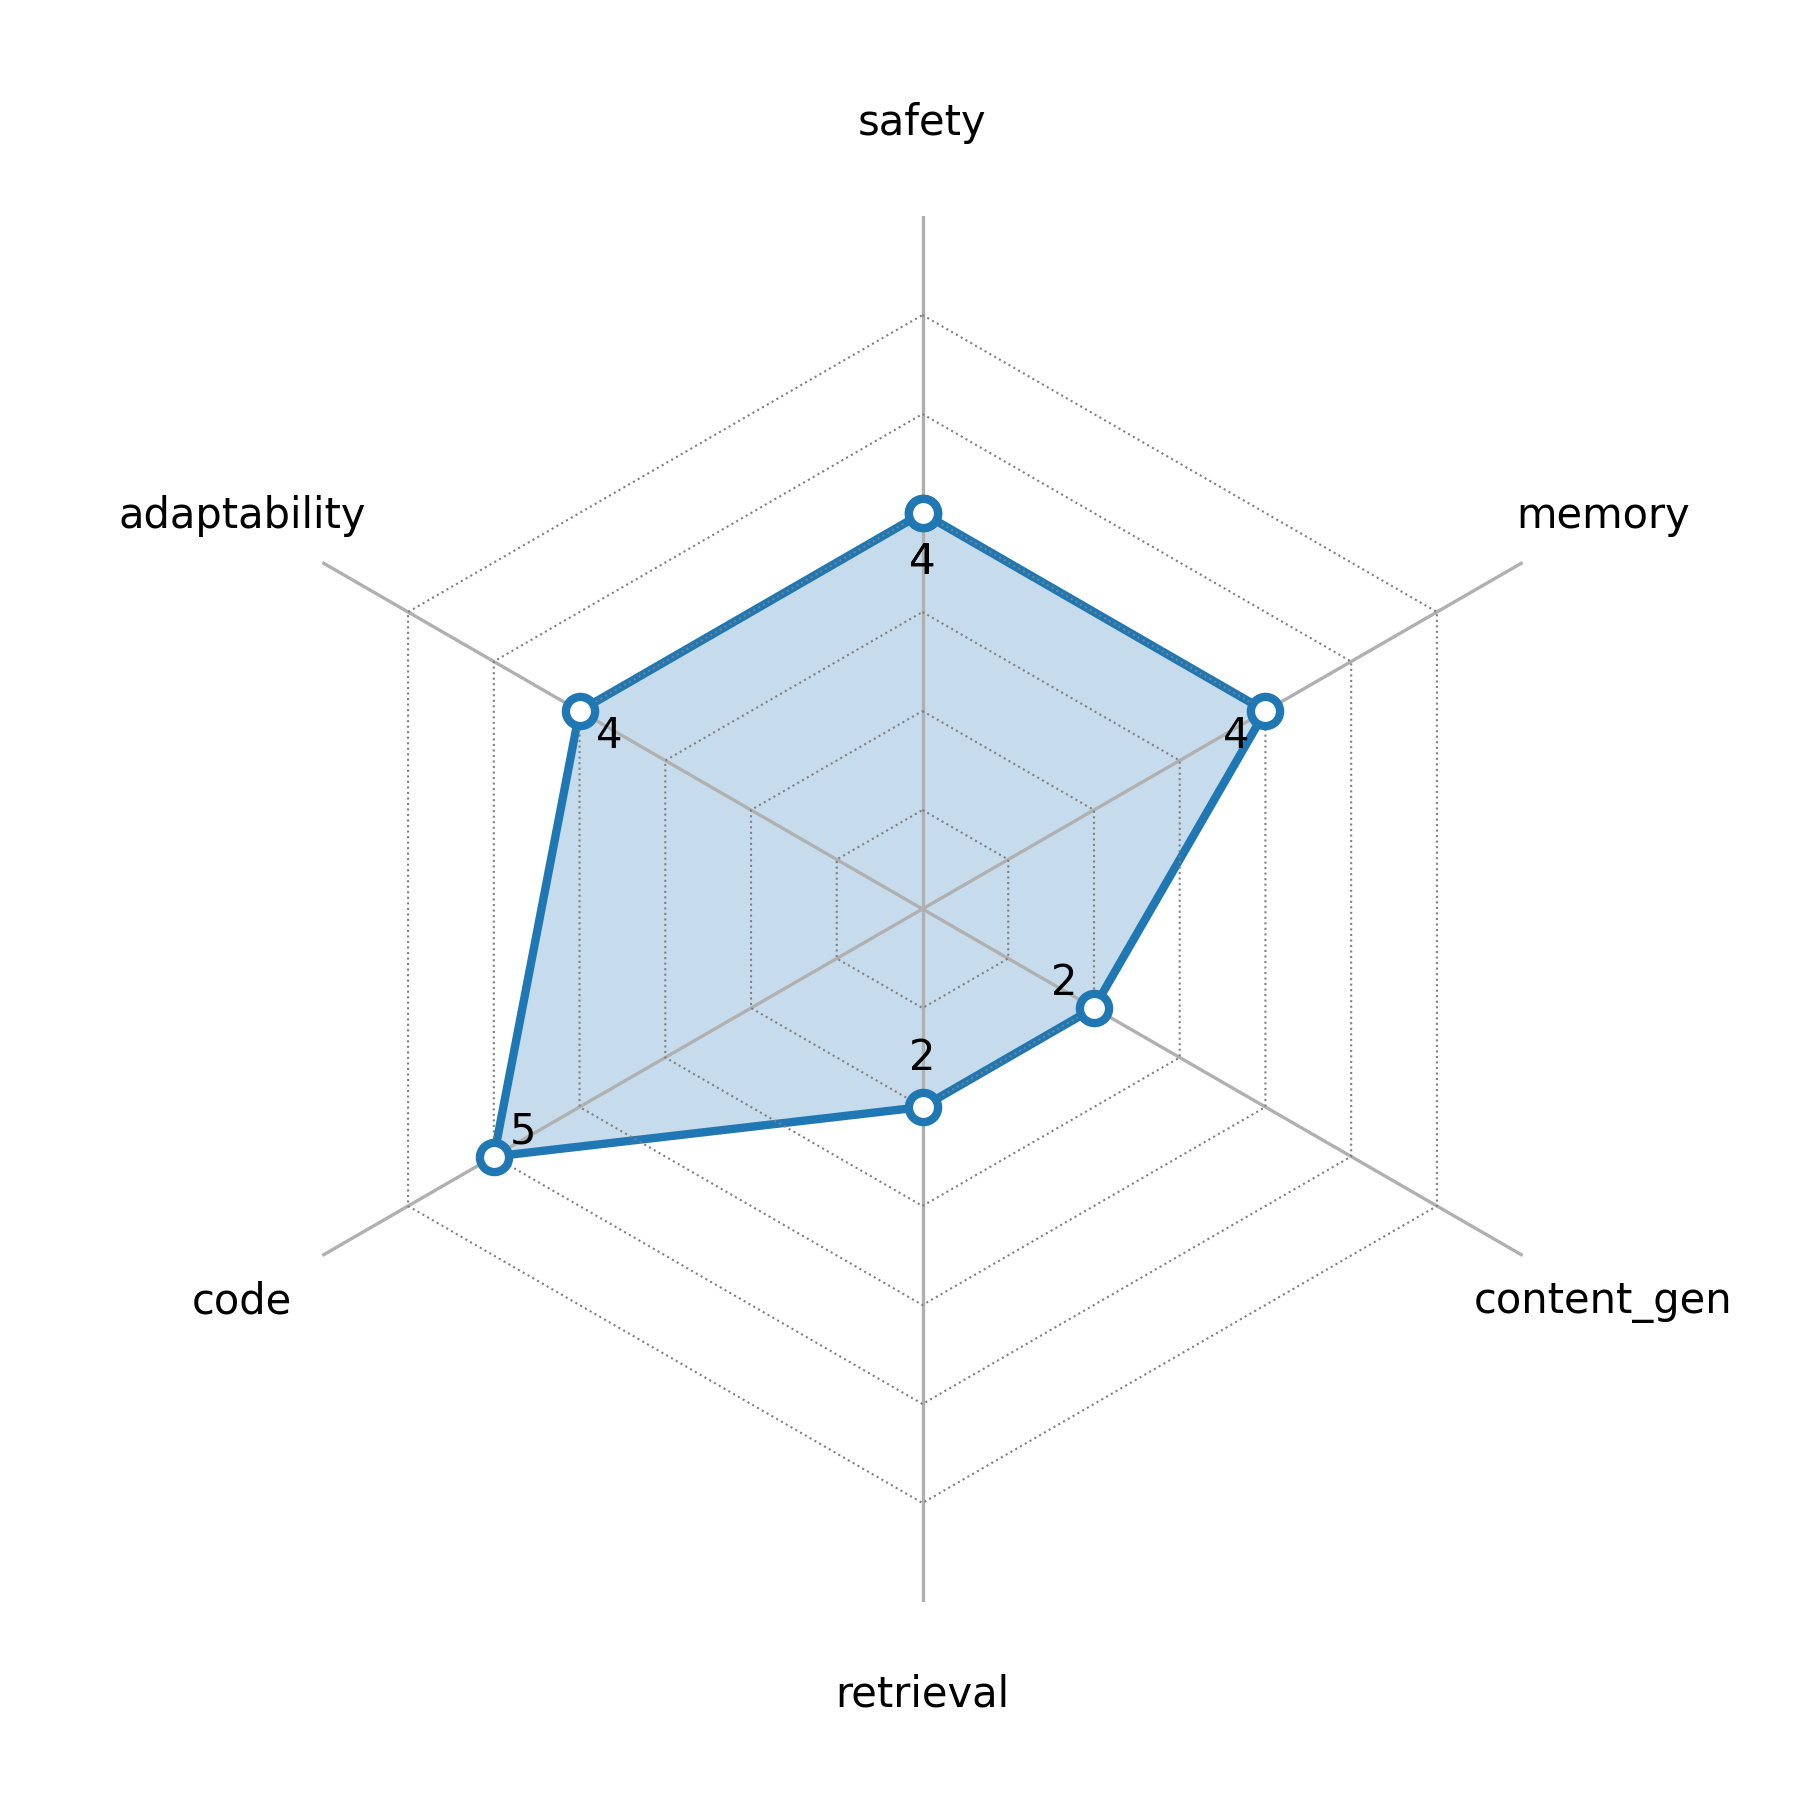 safety
adaptability
memory
4
4
4
2
2
5
code
content_gen
retrieval